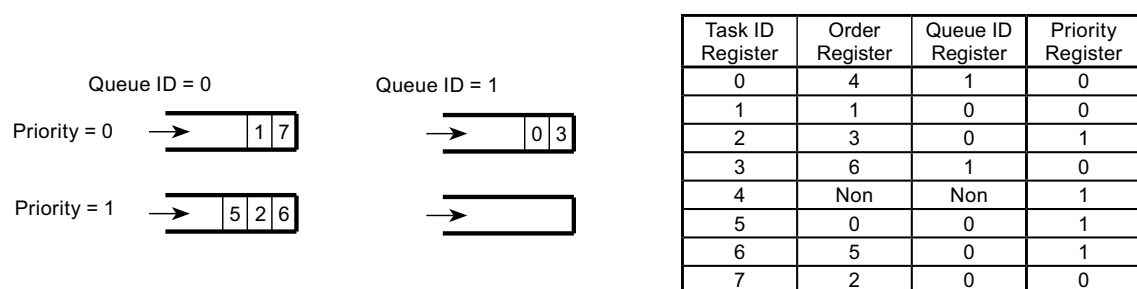 Queue ID = 0
Queue ID = 1
Priority = 0
1 7
0 3
Priority = 1
5 2 6
Task ID Register Order Register Queue ID Register Priority Register
0 4 1 0
1 1 0 0
2 3 0 1
3 6 1 0
4 Non Non 1
5 0 0 1
6 5 0 1
7 2 0 0